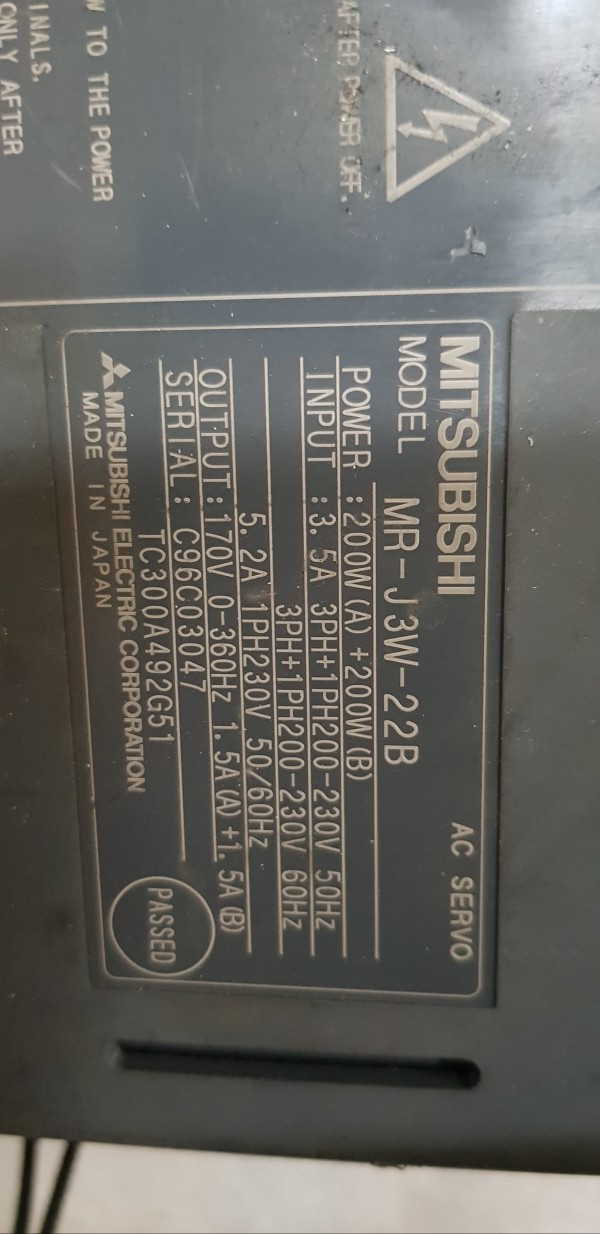 AFTER POWER OFF.
W TO THE POWER
INALS.
ONLY AFTER
MITSUBISHI AC SERVO
MODEL MR-J3W-22B
POWER :200W(A)+200W(B)
INPUT :3.5A 3PH+1PH200-230V 50Hz
3PH+1PH200-230V 60Hz
5.2A 1PH230V 50/60Hz
OUTPUT:170V 0-360Hz 1.5A(A)+1.5A(B)
SERIAL: C96C03047
TC300A492G51
MITSUBISHI ELECTRIC CORPORATION
MADE IN JAPAN
PASSED